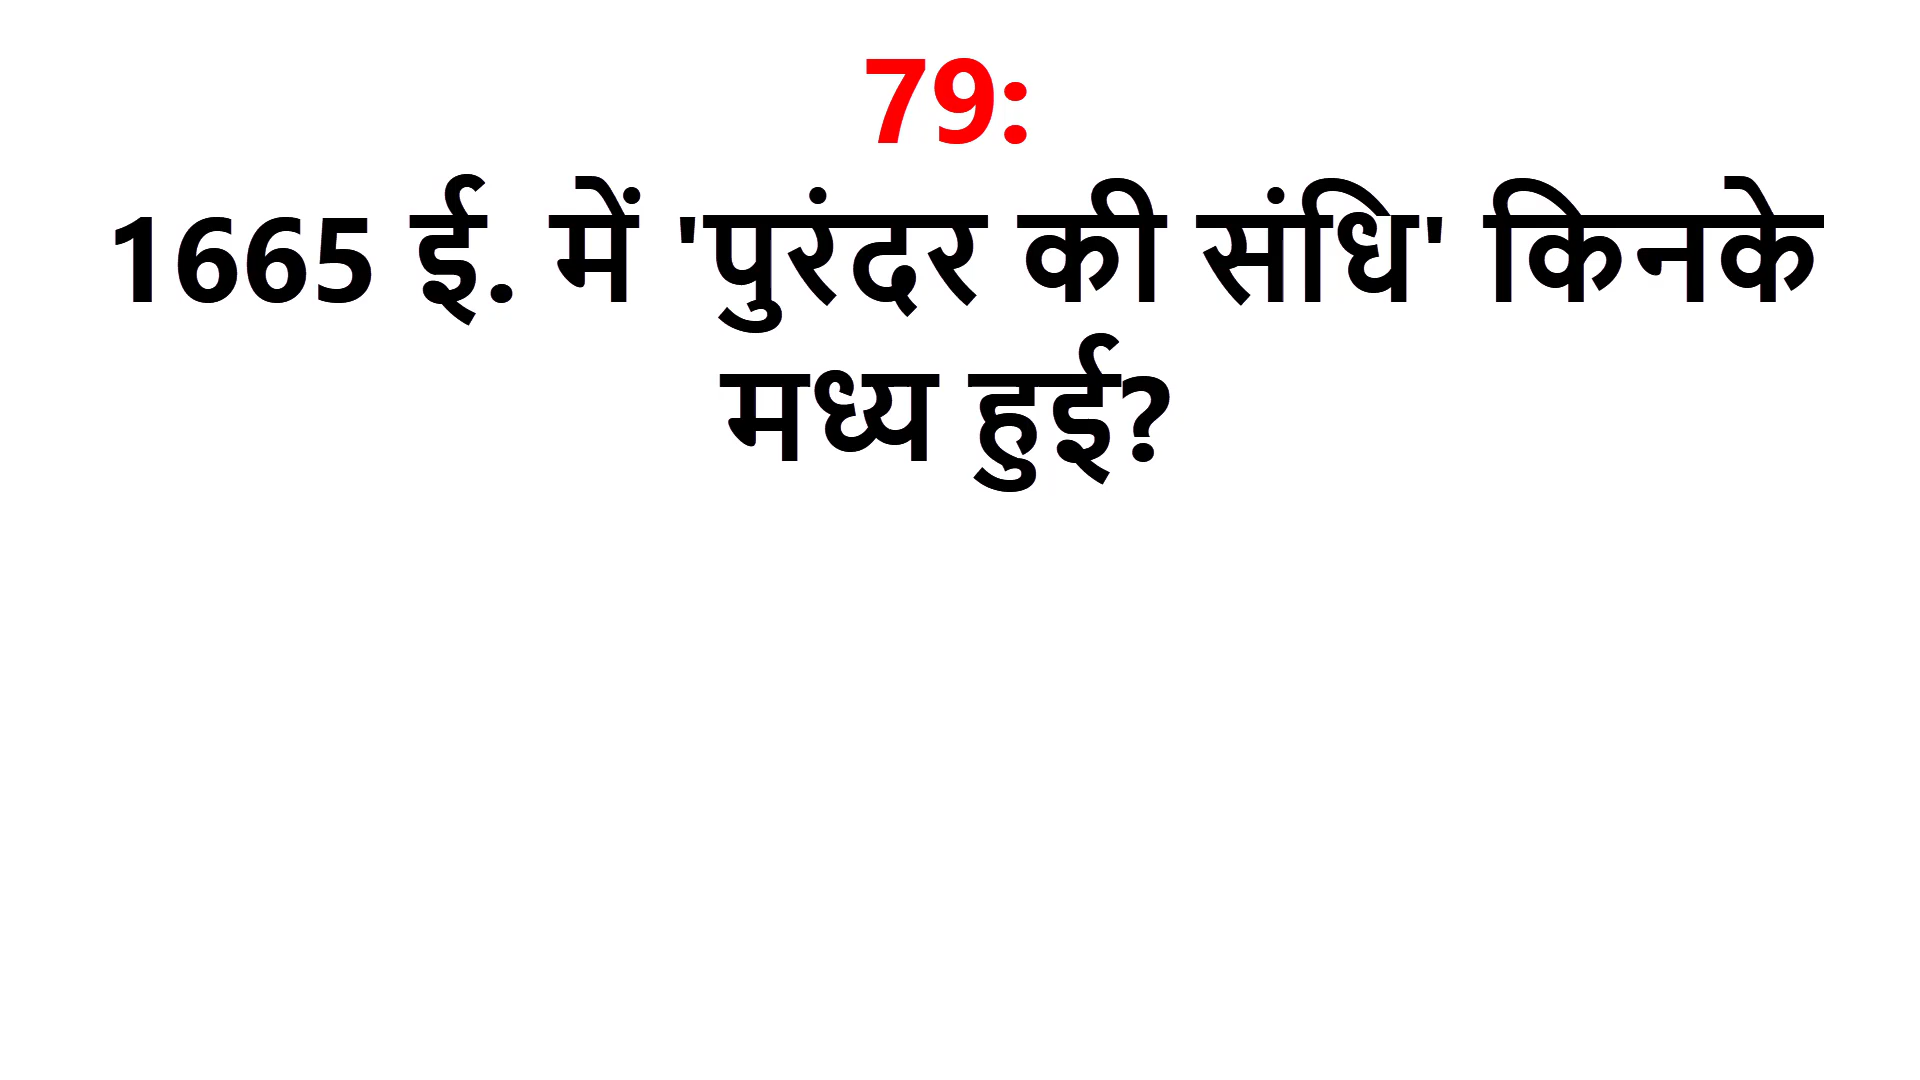 79:
1665 ई. में 'पुरंदर की संधि' किनके
मध्य हुई?